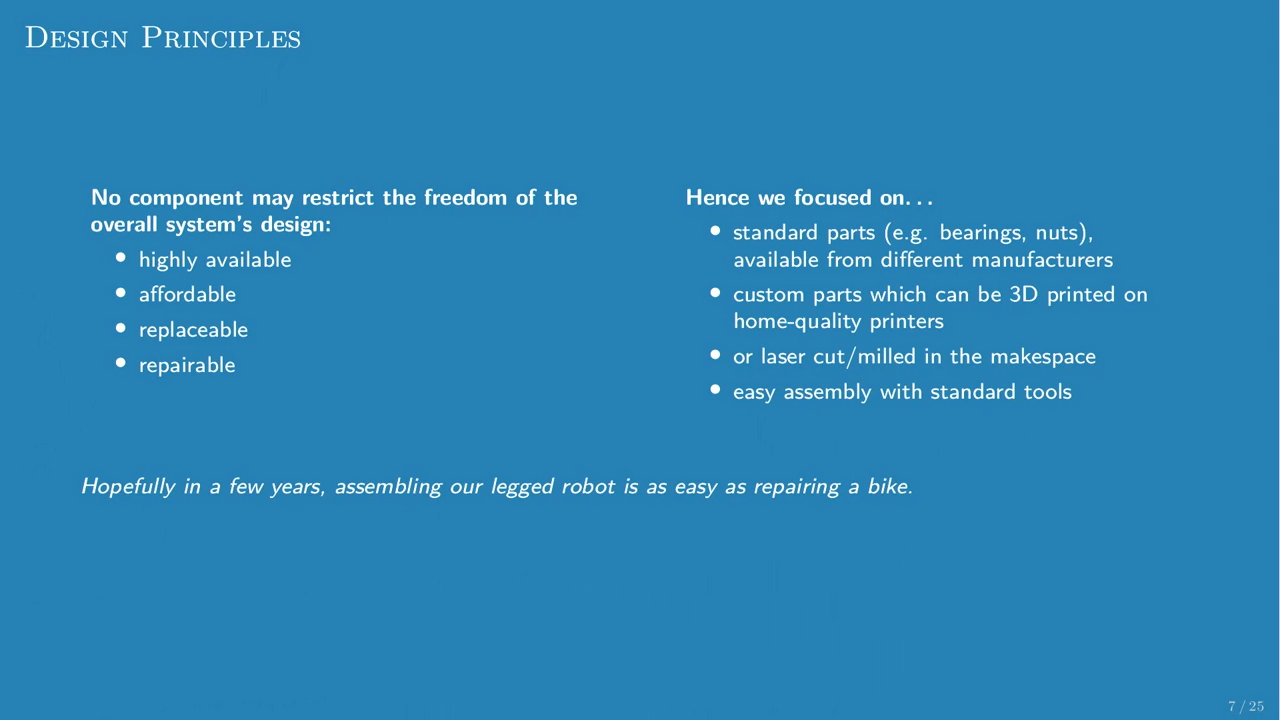 Design Principles
No component may restrict the freedom of the
overall system's design:
• highly available
• affordable
• replaceable
• repairable
Hence we focused on...
• standard parts (e.g. bearings, nuts),
available from different manufacturers
• custom parts which can be 3D printed on
home-quality printers
• or laser cut/milled in the makespace
• easy assembly with standard tools
Hopefully in a few years, assembling our legged robot is as easy as repairing a bike.
7 / 25